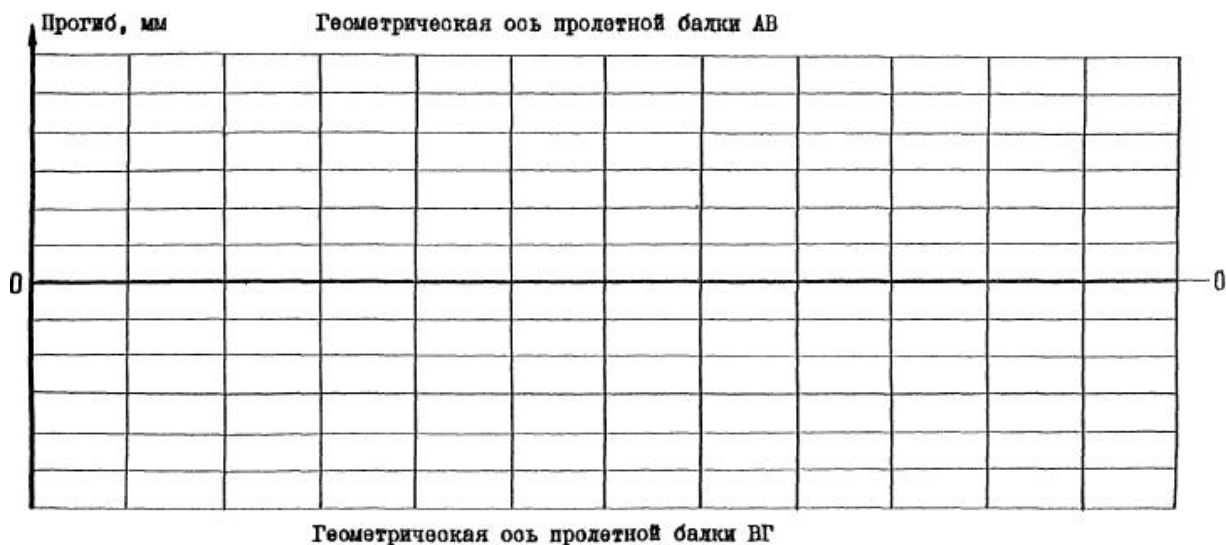 Прогиб, мм
Геометрическая ось пролетной балки АВ
0
0
Геометрическая ось пролетной балки ВГ